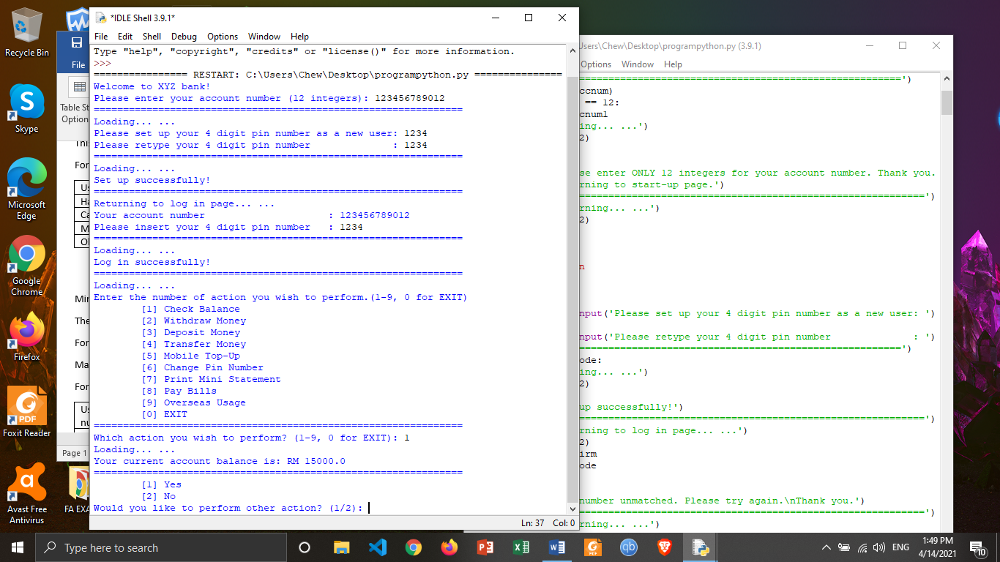 Recycle Bin
Skype
Microsoft
Edge
Google
Chrome
Firefox
PDF
Foxit Reader
Avast Free
Antivirus
FA EXA
File
Table St
Option
This
For
Us
Ha
Ca
M
Ol
Min
The
For
Ma
For
Us
nu
Page 1
*IDLE Shell 3.9.1*
File Edit Shell Debug Options Window Help
Type "help", "copyright", "credits" or "license()" for more information.
>>>
================ RESTART: C:\Users\Chew\Desktop\programpython.py ===============
Welcome to XYZ bank!
Please enter your account number (12 integers): 123456789012
===============================================================
Loading... ...
Please set up your 4 digit pin number as a new user: 1234
Please retype your 4 digit pin number              : 1234
===============================================================
Loading... ...
Set up successfully!
===============================================================
Returning to log in page... ...
Your account number                     : 123456789012
Please insert your 4 digit pin number   : 1234
===============================================================
Loading... ...
Log in successfully!
===============================================================
Loading... ...
Enter the number of action you wish to perform.(1-9, 0 for EXIT)
[1] Check Balance
[2] Withdraw Money
[3] Deposit Money
[4] Transfer Money
[5] Mobile Top-Up
[6] Change Pin Number
[7] Print Mini Statement
[8] Pay Bills
[9] Overseas Usage
[0] EXIT
===============================================================
Which action you wish to perform? (1-9, 0 for EXIT): 1
Loading... ...
Your current account balance is: RM 15000.0
===============================================================
[1] Yes
[2] No
Would you like to perform other action? (1/2):
Ln: 37 Col: 0
Jsers\Chew\Desktop\programpython.py (3.9.1)
Options Window Help
=======================================================')
ccnum)
== 12:
cnum1
ing... ...')
2)
se enter ONLY 12 integers for your account number. Thank you.
rning to start-up page.')
===========================================================')
rning... ...')
2)
n
nput('Please set up your 4 digit pin number as a new user: ')
nput('Please retype your 4 digit pin number              : ')
=======================================================')
ode:
ing... ...')
2)
up successfully!')
===========================================================')
rning to log in page... ...')
2)
irm
ode
number unmatched. Please try again.\nThank you.')
===========================================================')
rning... ...')
Type here to search
ENG
1:49 PM
4/14/2021
10